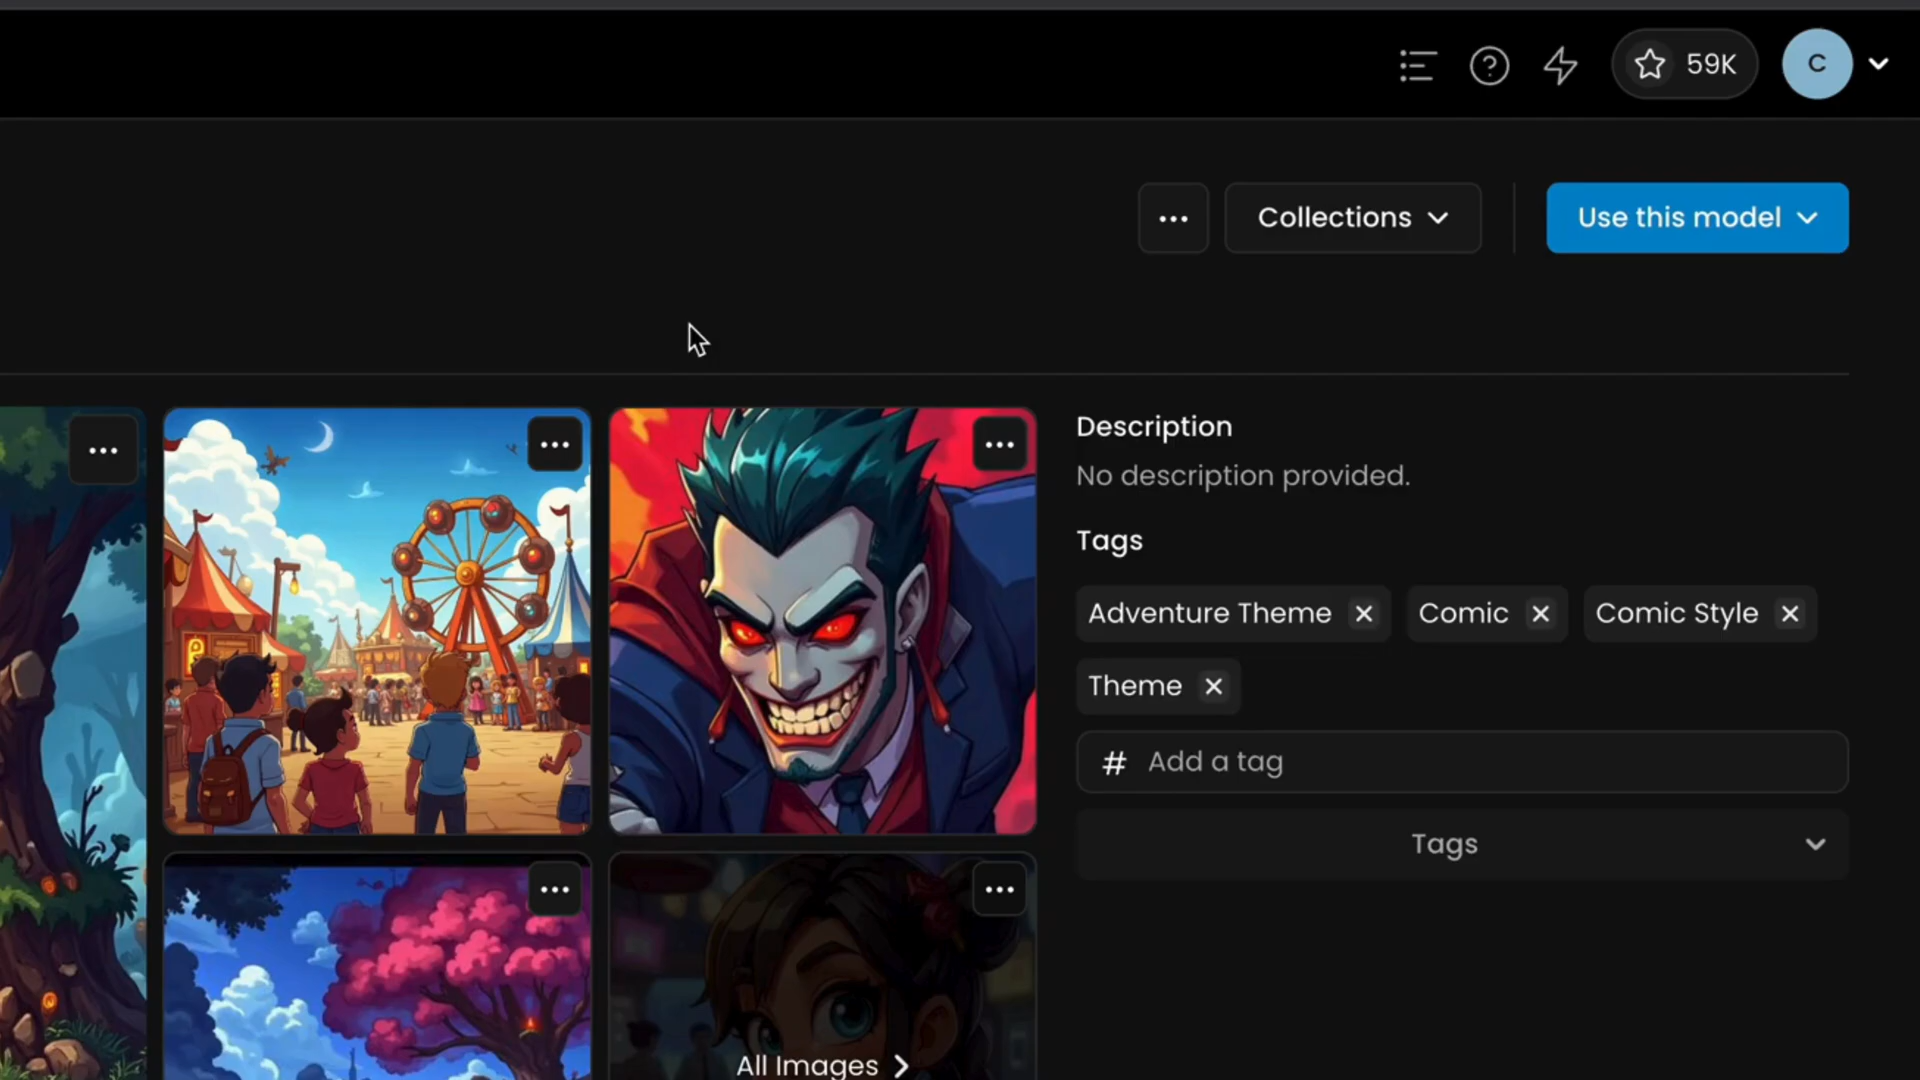 59K
C
Collections
Use this model
Description
No description provided.
Tags
Adventure Theme
Comic
Comic Style
Theme
# Add a tag
Tags
All Images